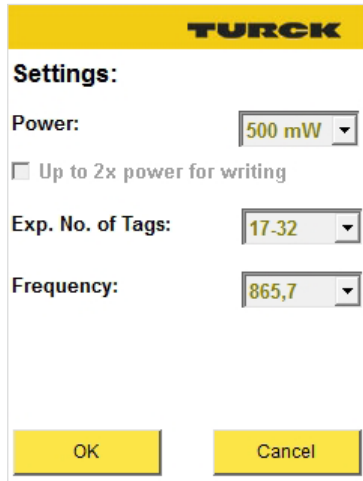 TURCK
Settings:
Power:
500 mW
Up to 2x power for writing
Exp. No. of Tags:
17-32
Frequency:
865,7
OK
Cancel